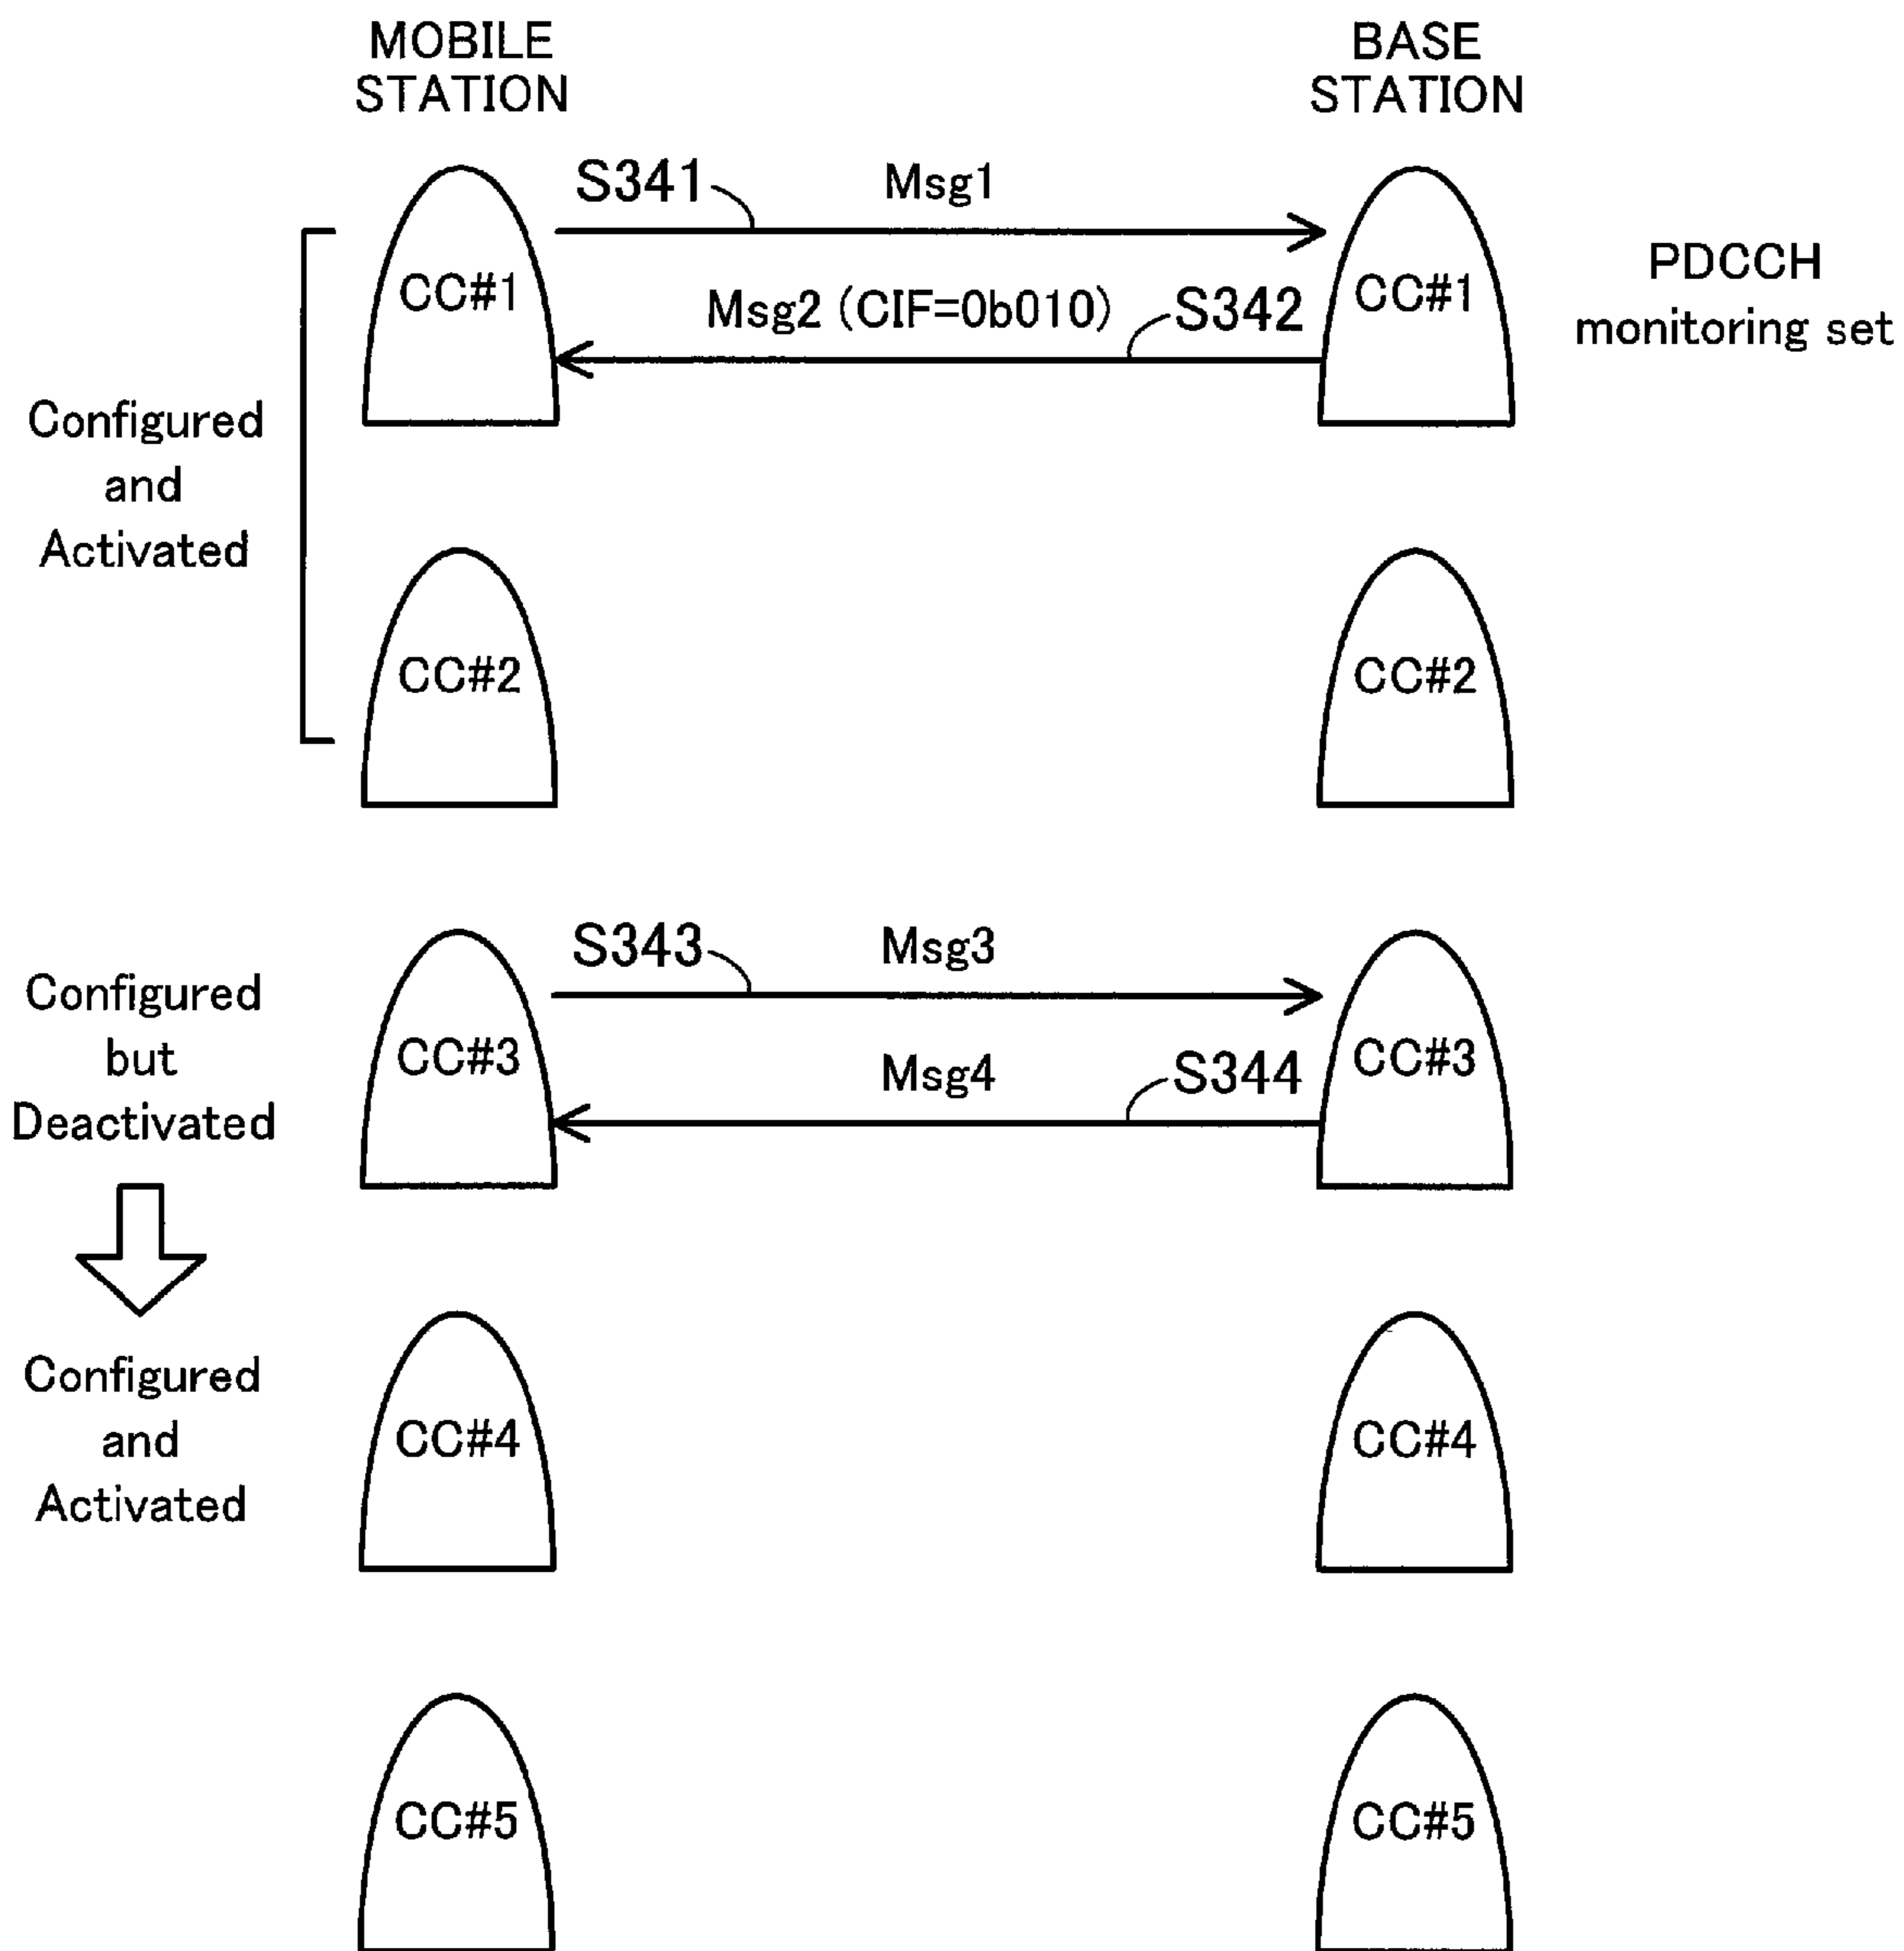 MOBILE
STATION
BASE
STATION
S341
Msg1
CC#1
CC#1
PDCCH
monitoring set
Msg2 (CIF=0b010)
S342
Configured
and
Activated
CC#2
CC#2
S343
Msg3
Configured
but
Deactivated
CC#3
CC#3
Msg4
S344
Configured
and
Activated
CC#4
CC#4
CC#5
CC#5